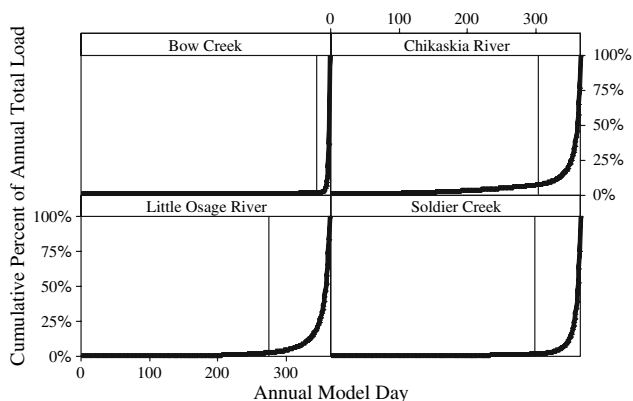 0 100 200 300
Bow Creek Chikaskia River
100%
75%
50%
25%
0%
Little Osage River Soldier Creek
100%
75%
50%
25%
0%
0 100 200 300
Annual Model Day
Cumulative Percent of Annual Total Load